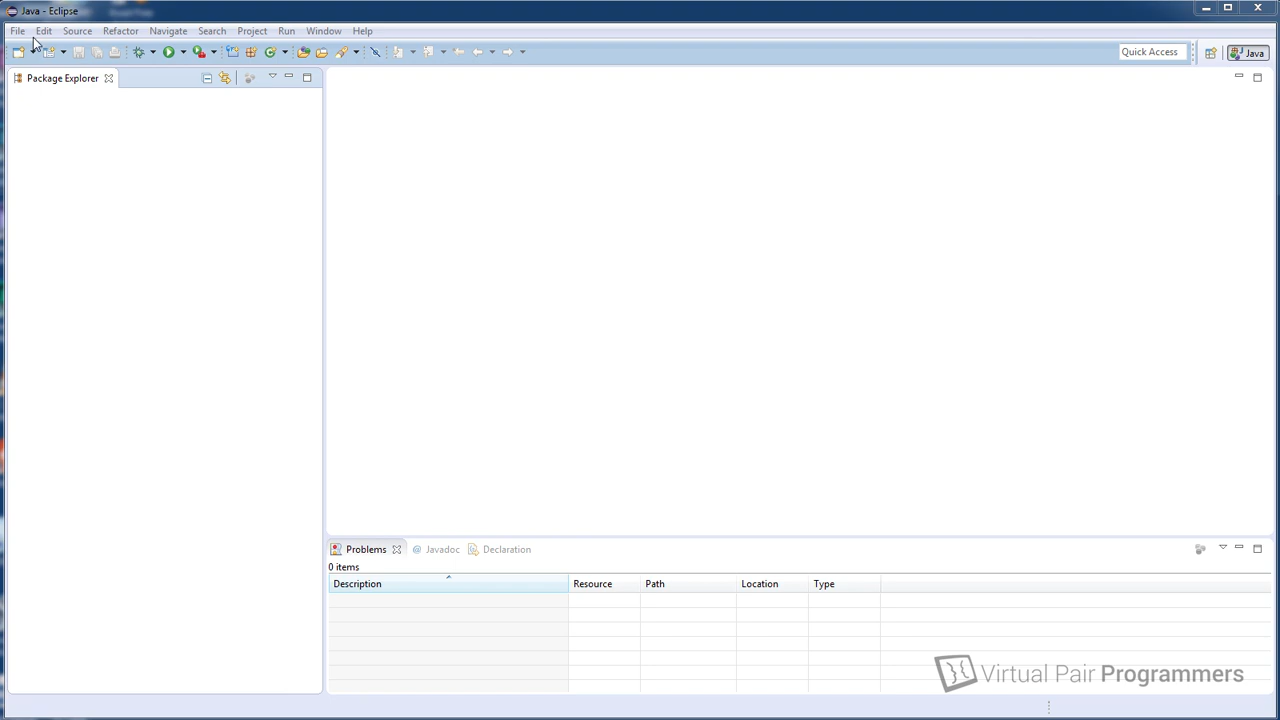 Java - Eclipse
File Edit Source Refactor Navigate Search Project Run Window Help
Quick Access Java
Package Explorer
Problems @ Javadoc Declaration
0 items
Description Resource Path Location Type
Virtual Pair Programmers